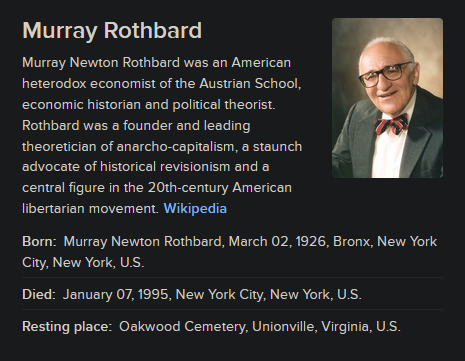 Murray Rothbard
Murray Newton Rothbard was an American
heterodox economist of the Austrian School,
economic historian and political theorist.
Rothbard was a founder and leading
theoretician of anarcho-capitalism, a staunch
advocate of historical revisionism and a
central figure in the 20th-century American
libertarian movement. Wikipedia
Born: Murray Newton Rothbard, March 02, 1926, Bronx, New York
City, New York, U.S.
Died: January 07, 1995, New York City, New York, U.S.
Resting place: Oakwood Cemetery, Unionville, Virginia, U.S.